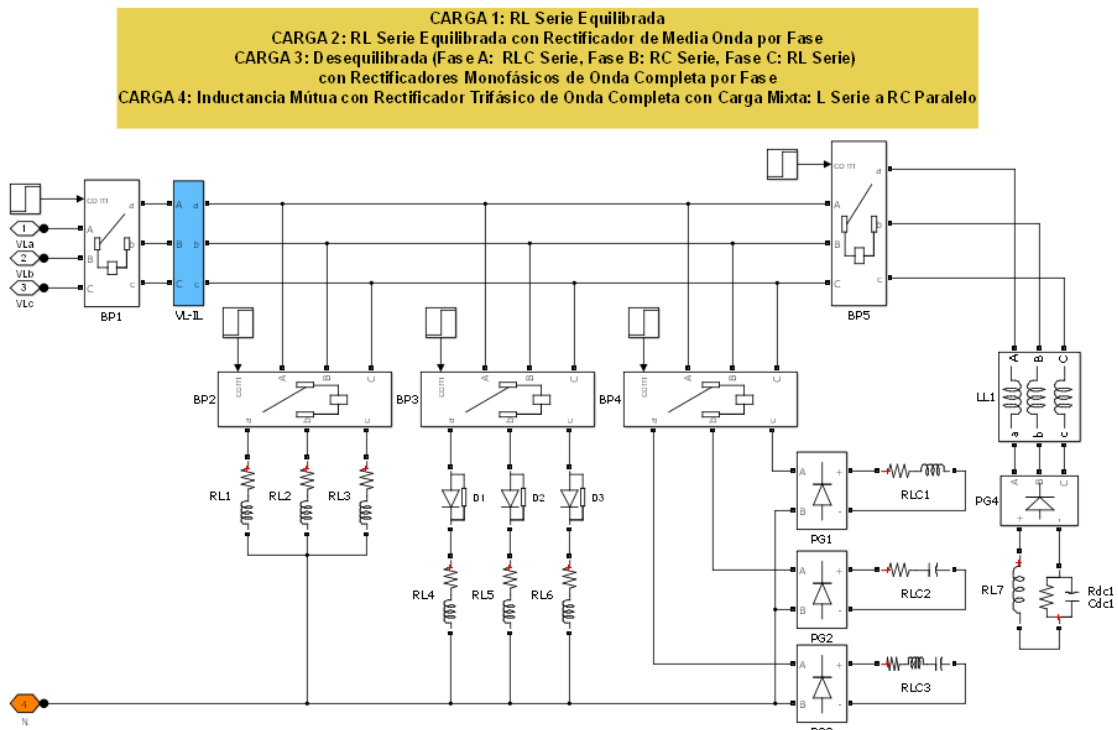 CARGA 1: RL Serie Equilibrada
CARGA 2: RL Serie Equilibrada con Rectificador de Media Onda por Fase
CARGA 3: Desequilibrada (Fase A: RLC Serie, Fase B: RC Serie, Fase C: RL Serie)
con Rectificadores Monofásicos de Onda Completa por Fase
CARGA 4: Inductancia Mútua con Rectificador Trifásico de Onda Completa con Carga Mixta: L Serie a RC Paralelo
com
a
A
B
b
C
c
BP5
com
A
B
C
a
b
c
BP1
1
VLa
2
VLb
3
VLc
A
B
C
a
b
c
VL-IL
com
A
B
C
BP2
a
b
c
com
A
B
C
BP3
a
b
c
com
A
B
C
BP4
a
b
c
A
B
C
LL1
a
b
c
RL1
RL2
RL3
D1
D2
D3
RL4
RL5
RL6
A
B
+
-
PG1
RLC1
A
B
+
-
PG2
RLC2
A
B
+
-
RLC3
A
B
C
PG4
+
-
RL7
Rdc1
Cdc1
4
N